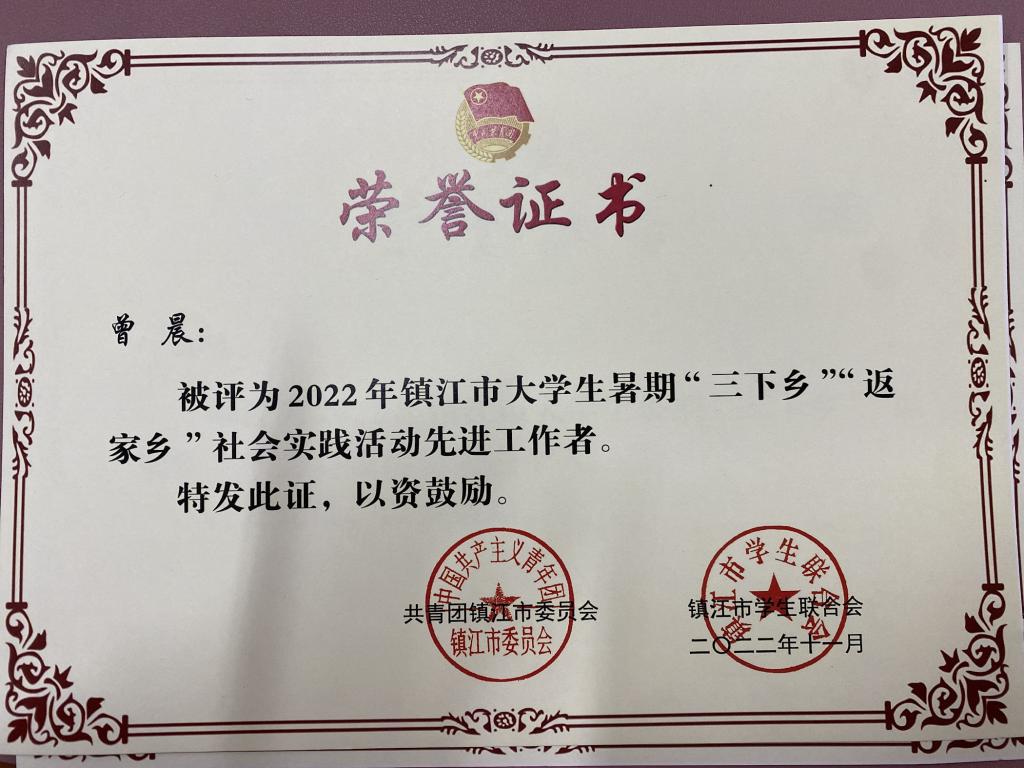 荣誉证书
曾 晨：
被评为2022年镇江市大学生暑期“三下乡”“返
家乡”社会实践活动先进工作者。
特发此证，以资鼓励。
中国共产主义青年团
镇江市委员会
共青团镇江市委员会
镇江市学生联合会
镇江市学生联合会
二〇二二年十一月